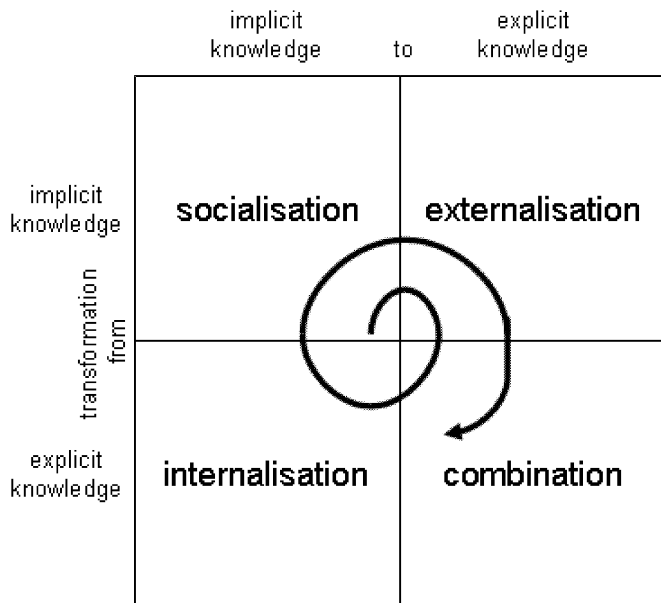 implicit
knowledge
to
explicit
knowledge
implicit
knowledge
socialisation
externalisation
transformation
from
explicit
knowledge
internalisation
combination